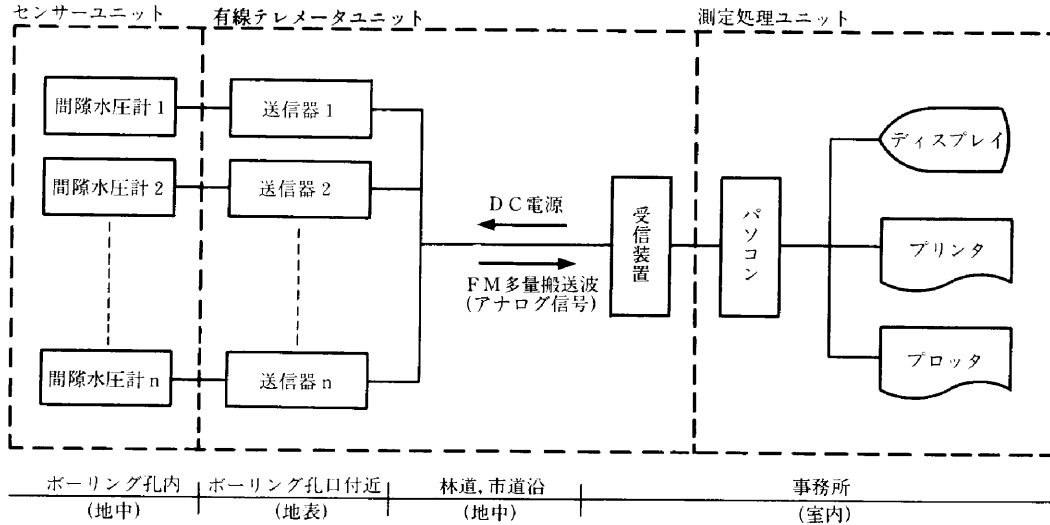 センサーユニット
有線テレメータユニット
測定処理ユニット
間隙水圧計1
送信器1
間隙水圧計2
送信器2
間隙水圧計n
送信器n
DC電源
FM多量搬送波
(アナログ信号)
受信装置
パソコン
ディスプレイ
プリンタ
プロッタ
ボーリング孔内
(地中)
ボーリング孔口付近
(地表)
林道,市道沿
(地中)
事務所
(室内)